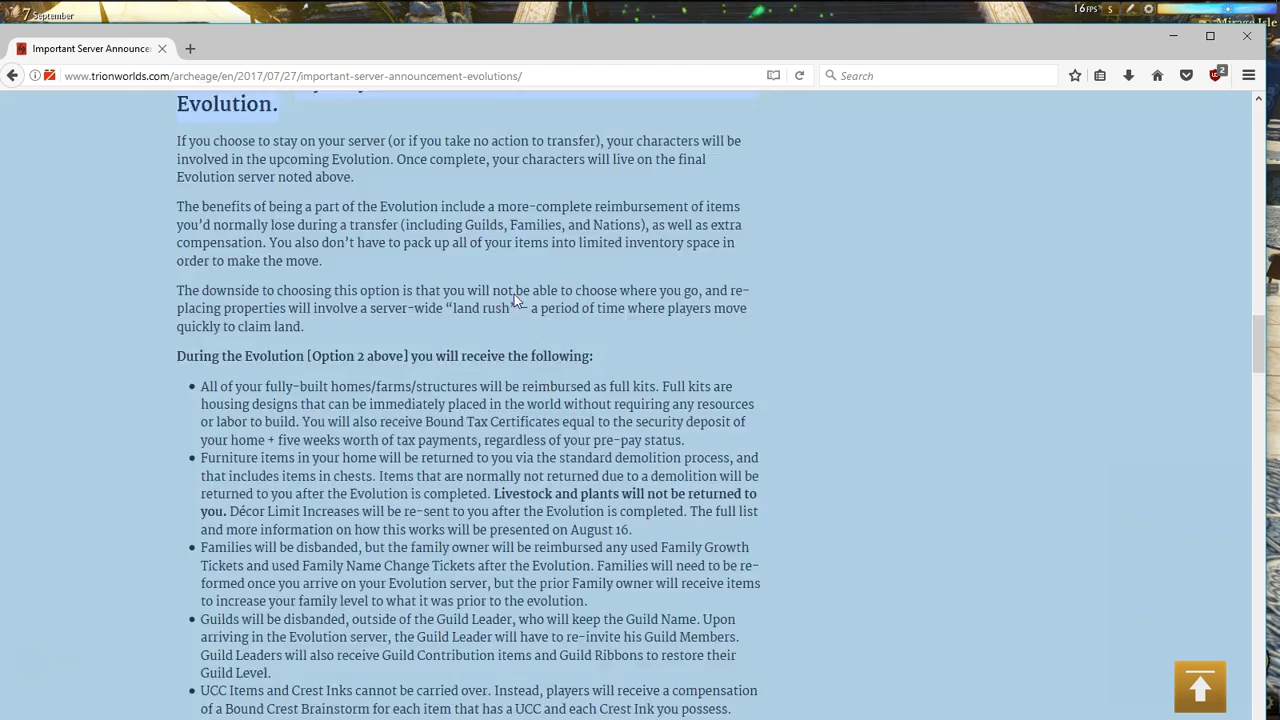 7 September
16FPS S
Mirage Isle
Important Server Announce
www.trionworlds.com/archeage/en/2017/07/27/important-server-announcement-evolutions/
Search
2
Evolution.
If you choose to stay on your server (or if you take no action to transfer), your characters will be
involved in the upcoming Evolution. Once complete, your characters will live on the final
Evolution server noted above.
The benefits of being a part of the Evolution include a more-complete reimbursement of items
you’d normally lose during a transfer (including Guilds, Families, and Nations), as well as extra
compensation. You also don’t have to pack up all of your items into limited inventory space in
order to make the move.
The downside to choosing this option is that you will not be able to choose where you go, and re-
placing properties will involve a server-wide “land rush” – a period of time where players move
quickly to claim land.
During the Evolution [Option 2 above] you will receive the following:
All of your fully-built homes/farms/structures will be reimbursed as full kits. Full kits are
housing designs that can be immediately placed in the world without requiring any resources
or labor to build. You will also receive Bound Tax Certificates equal to the security deposit of
your home + five weeks worth of tax payments, regardless of your pre-pay status.
Furniture items in your home will be returned to you via the standard demolition process, and
that includes items in chests. Items that are normally not returned due to a demolition will be
returned to you after the Evolution is completed. Livestock and plants will not be returned to
you. Décor Limit Increases will be re-sent to you after the Evolution is completed. The full list
and more information on how this works will be presented on August 16.
Families will be disbanded, but the family owner will be reimbursed any used Family Growth
Tickets and used Family Name Change Tickets after the Evolution. Families will need to be re-
formed once you arrive on your Evolution server, but the prior Family owner will receive items
to increase your family level to what it was prior to the evolution.
Guilds will be disbanded, outside of the Guild Leader, who will keep the Guild Name. Upon
arriving in the Evolution server, the Guild Leader will have to re-invite his Guild Members.
Guild Leaders will also receive Guild Contribution items and Guild Ribbons to restore their
Guild Level.
UCC Items and Crest Inks cannot be carried over. Instead, players will receive a compensation
of a Bound Crest Brainstorm for each item that has a UCC and each Crest Ink you possess.